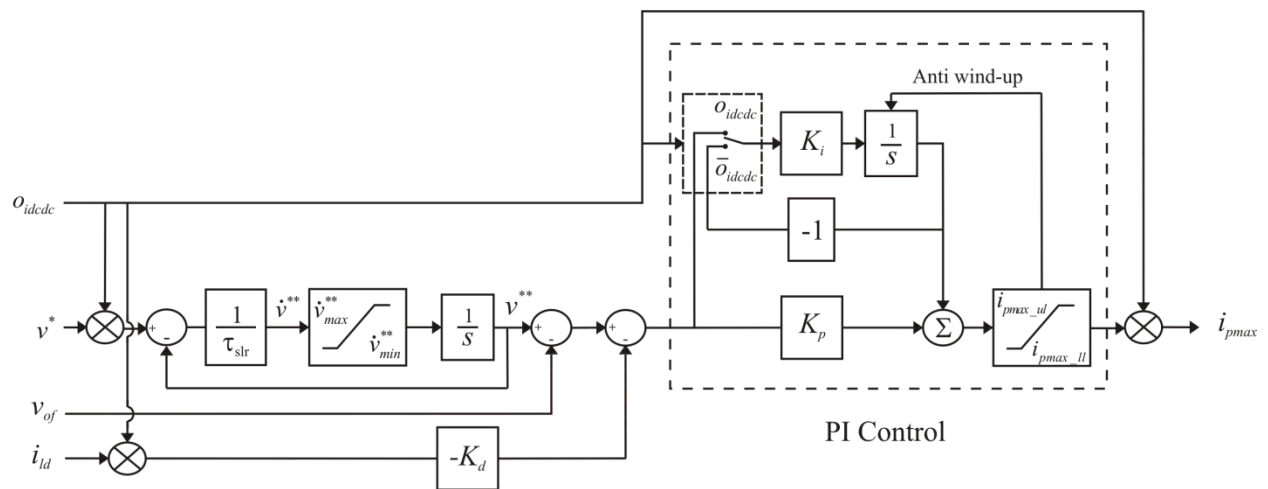 Anti wind-up
o_idcdc
K_i
1/s
o̅_idcdc
o_idcdc
-1
v̇**
v̇**_max
v̇**_min
v**
1/τ_slr
1/s
v*
+
-
+
-
+
-
K_p
Σ
i_pmax_ul
i_pmax_ll
i_pmax
v_of
i_ld
-K_d
PI Control